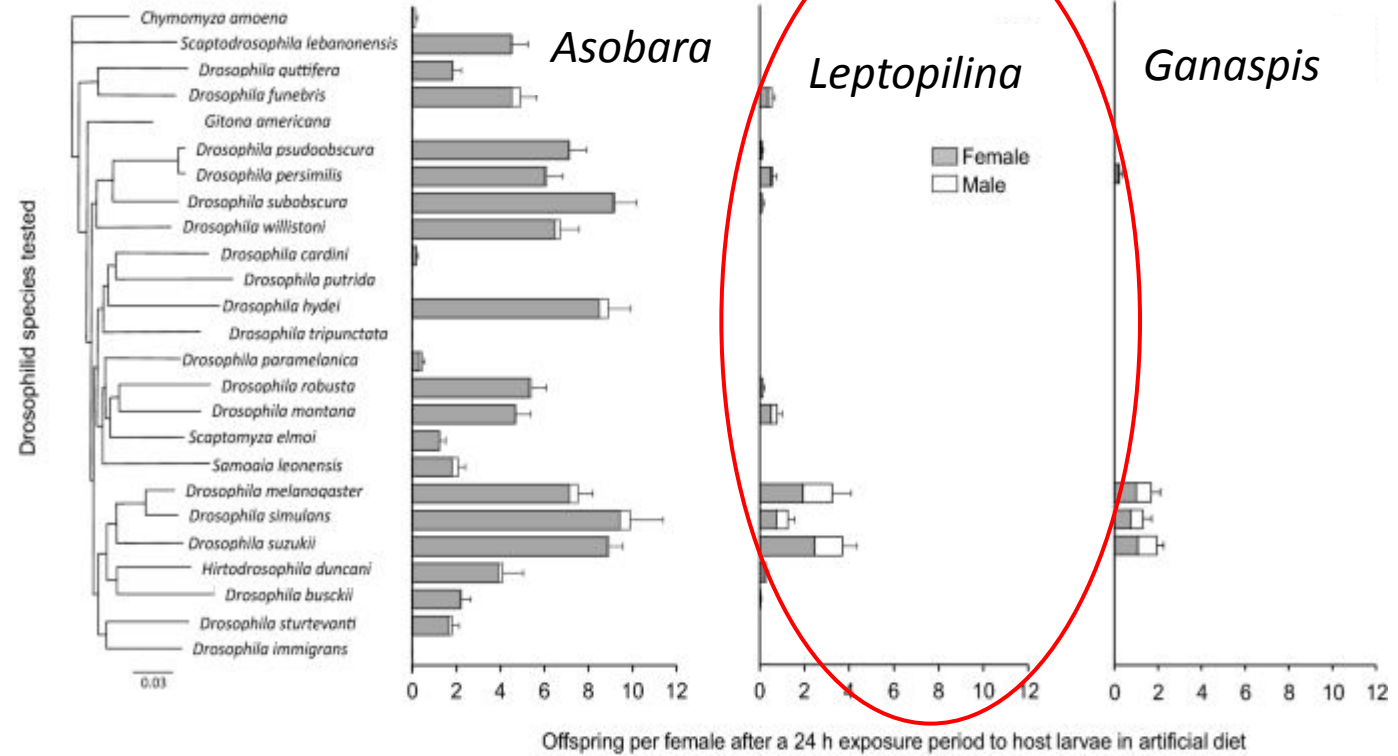 Drosophilid species tested
Chymomyza amoena
Scaptodrosophila lebanonensis
Drosophila quttifera
Drosophila funebris
Gitona americana
Drosophila psudoobscura
Drosophila persimilis
Drosophila subobscura
Drosophila willistoni
Drosophila cardini
Drosophila putrida
Drosophila hydei
Drosophila tripunctata
Drosophila paramelanica
Drosophila robusta
Drosophila montana
Scaptomyza elmoi
Samoaia leonensis
Drosophila melanogaster
Drosophila simulans
Drosophila suzukii
Hirtodrosophila duncani
Drosophila busckii
Drosophila sturtevanti
Drosophila immigrans
0.03
Asobara
Leptopilina
Ganaspis
Female
Male
0 2 4 6 8 10 12
0 2 4 6 8 10 12
0 2 4 6 8 10 12
Offspring per female after a 24 h exposure period to host larvae in artificial diet